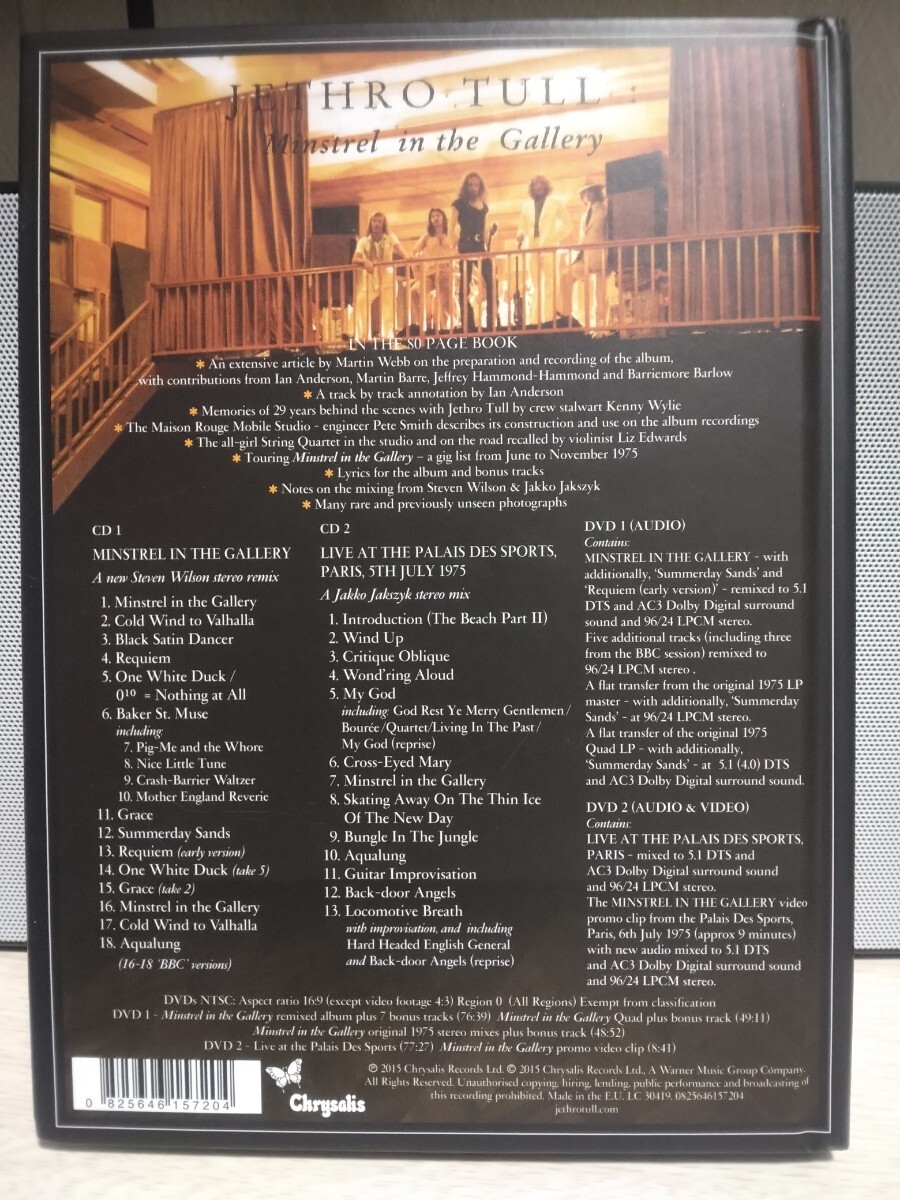 JETHRO TULL :
Minstrel in the Gallery
IN THE 80 PAGE BOOK
* An extensive article by Martin Webb on the preparation and recording of the album,
with contributions from Ian Anderson, Martin Barre, Jeffrey Hammond-Hammond and Barriemore Barlow
* A track by track annotation by Ian Anderson
* Memories of 29 years behind the scenes with Jethro Tull by crew stalwart Kenny Wylie
* The Maison Rouge Mobile Studio - engineer Pete Smith describes its construction and use on the album recordings
* The all-girl String Quartet in the studio and on the road recalled by violinist Liz Edwards
* Touring Minstrel in the Gallery – a gig list from June to November 1975
* Lyrics for the album and bonus tracks
* Notes on the mixing from Steven Wilson & Jakko Jakszyk
* Many rare and previously unseen photographs
CD 1
MINSTREL IN THE GALLERY
A new Steven Wilson stereo remix
1. Minstrel in the Gallery
2. Cold Wind to Valhalla
3. Black Satin Dancer
4. Requiem
5. One White Duck /
0¹⁰ = Nothing at All
6. Baker St. Muse
including:
7. Pig-Me and the Whore
8. Nice Little Tune
9. Crash-Barrier Waltzer
10. Mother England Reverie
11. Grace
12. Summerday Sands
13. Requiem (early version)
14. One White Duck (take 5)
15. Grace (take 2)
16. Minstrel in the Gallery
17. Cold Wind to Valhalla
18. Aqualung
(16-18 'BBC' versions)
CD 2
LIVE AT THE PALAIS DES SPORTS,
PARIS, 5TH JULY 1975
A Jakko Jakszyk stereo mix
1. Introduction (The Beach Part II)
2. Wind Up
3. Critique Oblique
4. Wond'ring Aloud
5. My God
including: God Rest Ye Merry Gentlemen /
Bourée/Quartet/Living In The Past/
My God (reprise)
6. Cross-Eyed Mary
7. Minstrel in the Gallery
8. Skating Away On The Thin Ice
Of The New Day
9. Bungle In The Jungle
10. Aqualung
11. Guitar Improvisation
12. Back-door Angels
13. Locomotive Breath
with improvisation, and including
Hard Headed English General
and Back-door Angels (reprise)
DVD 1 (AUDIO)
Contains:
MINSTREL IN THE GALLERY - with
additionally, 'Summerday Sands' and
'Requiem (early version)' - remixed to 5.1
DTS and AC3 Dolby Digital surround
sound and 96/24 LPCM stereo.
Five additional tracks (including three
from the BBC session) remixed to
96/24 LPCM stereo .
A flat transfer from the original 1975 LP
master - with additionally, 'Summerday
Sands' - at 96/24 LPCM stereo.
A flat transfer of the original 1975
Quad LP - with additionally,
'Summerday Sands' - at 5.1 (4.0) DTS
and AC3 Dolby Digital surround sound.
DVD 2 (AUDIO & VIDEO)
Contains:
LIVE AT THE PALAIS DES SPORTS,
PARIS - mixed to 5.1 DTS and
AC3 Dolby Digital surround sound
and 96/24 LPCM stereo.
The MINSTREL IN THE GALLERY video
promo clip from the Palais Des Sports,
Paris, 6th July 1975 (approx 9 minutes)
with new audio mixed to 5.1 DTS
and AC3 Dolby Digital surround sound
and 96/24 LPCM stereo.
DVDs NTSC: Aspect ratio 16:9 (except video footage 4:3) Region 0 (All Regions) Exempt from classification
DVD 1 - Minstrel in the Gallery remixed album plus 7 bonus tracks (76:39) Minstrel in the Gallery Quad plus bonus track (49:11)
Minstrel in the Gallery original 1975 stereo mixes plus bonus track (48:52)
DVD 2 - Live at the Palais Des Sports (77:27) Minstrel in the Gallery promo video clip (8:41)
0 825646 157204
Chrysalis
℗ 2015 Chrysalis Records Ltd. © 2015 Chrysalis Records Ltd., A Warner Music Group Company.
All Rights Reserved. Unauthorised copying, hiring, lending, public performance and broadcasting of
this recording prohibited. Made in the E.U. LC 30419. 0825646157204
jethrotull.com